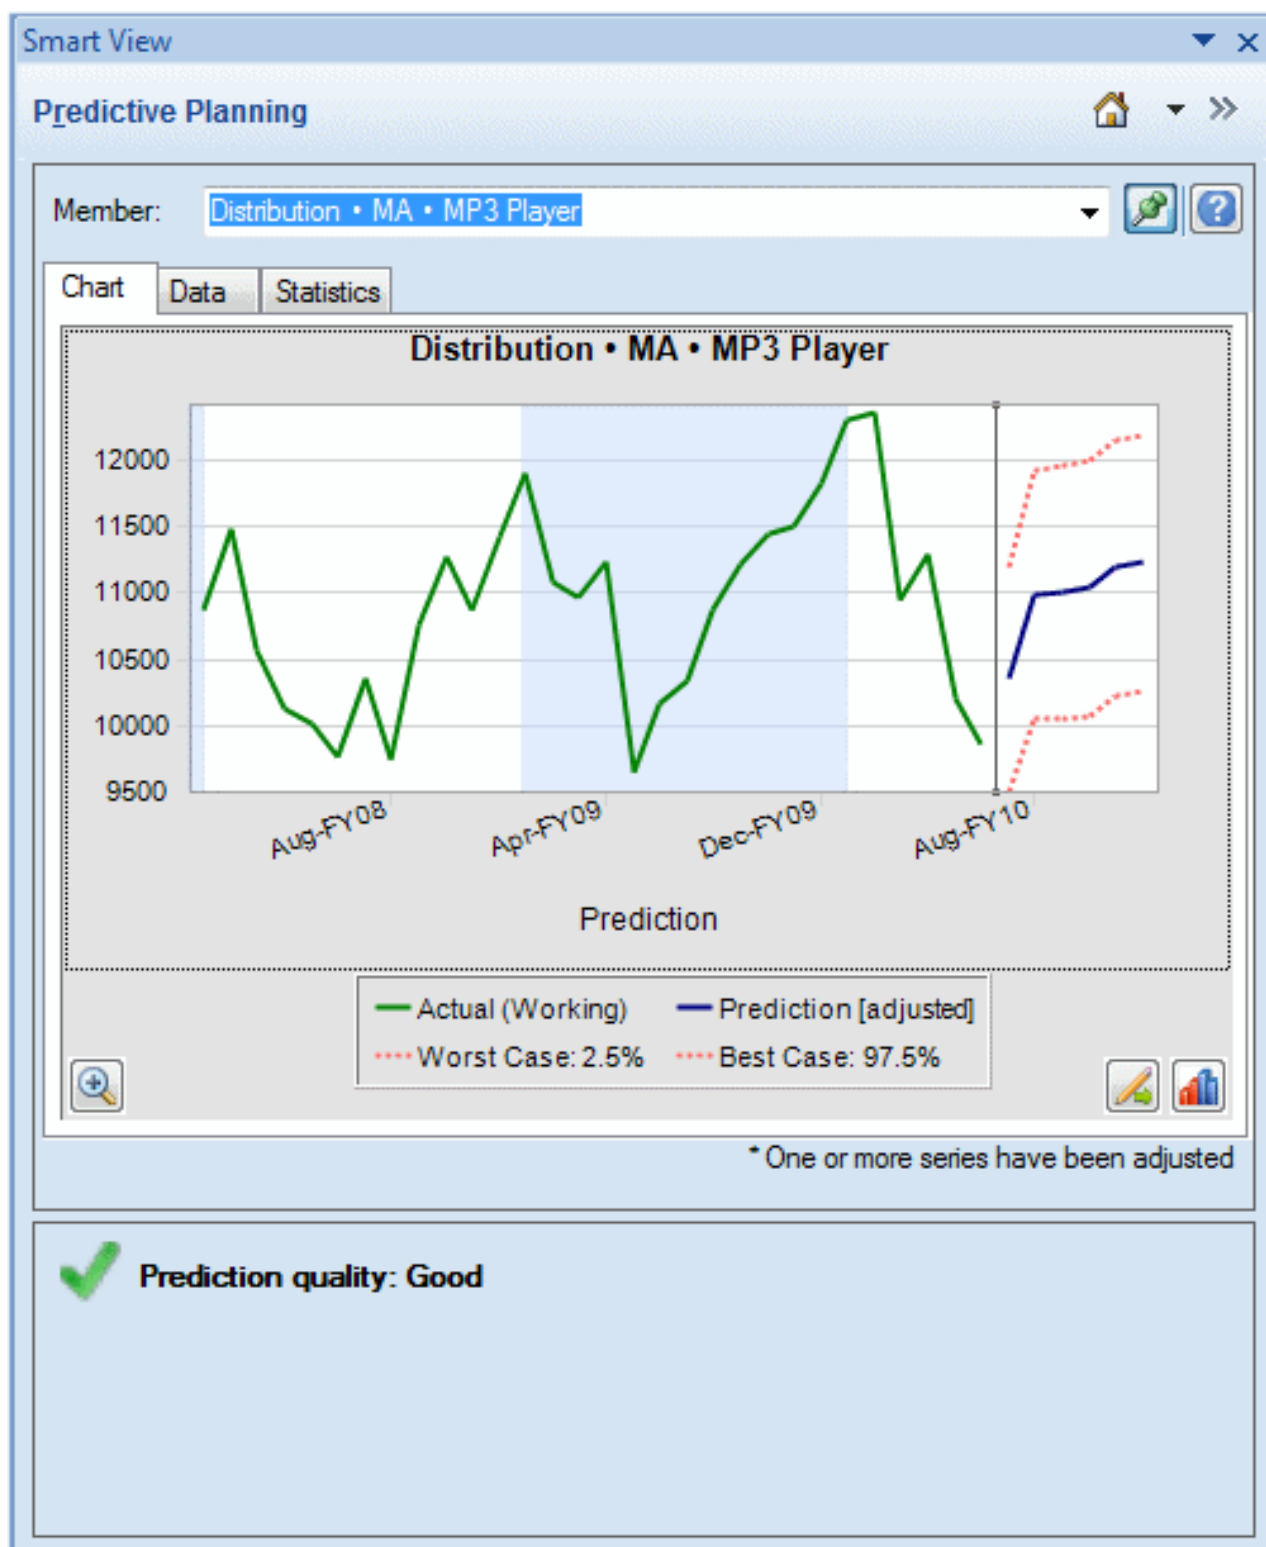 Smart View
Predictive Planning
Member: Distribution • MA • MP3 Player
Chart Data Statistics
Distribution • MA • MP3 Player
12000
11500
11000
10500
10000
9500
Aug-FY08 Apr-FY09 Dec-FY09 Aug-FY10
Prediction
Actual (Working) Prediction [adjusted]
Worst Case: 2.5% Best Case: 97.5%
* One or more series have been adjusted
Prediction quality: Good